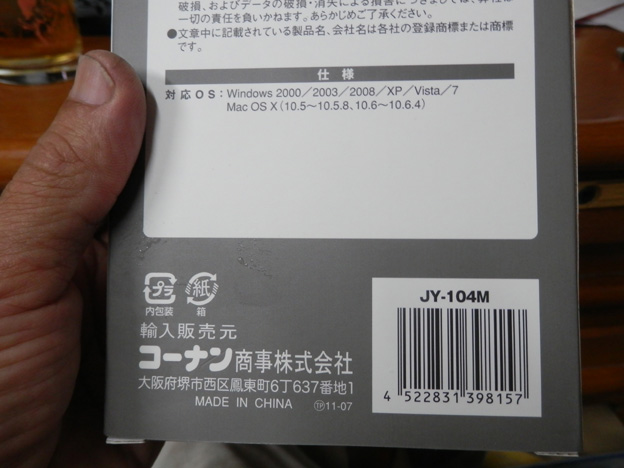 破損、およびデータの破損・消失による損害につきましては、弊社は
一切の責任を負いかねます。あらかじめご了承ください。
●文章中に記載されている製品名、会社名は各社の登録商標または商標
です。
仕様
対応OS:Windows 2000/2003/2008/XP/Vista/7
Mac OS X(10.5〜10.5.8、10.6〜10.6.4)
プラ 紙
内包装 箱
輸入販売元
コーナン商事株式会社
大阪府堺市西区鳳東町6丁637番地1
MADE IN CHINA TP11-07
JY-104M
4 522831 398157